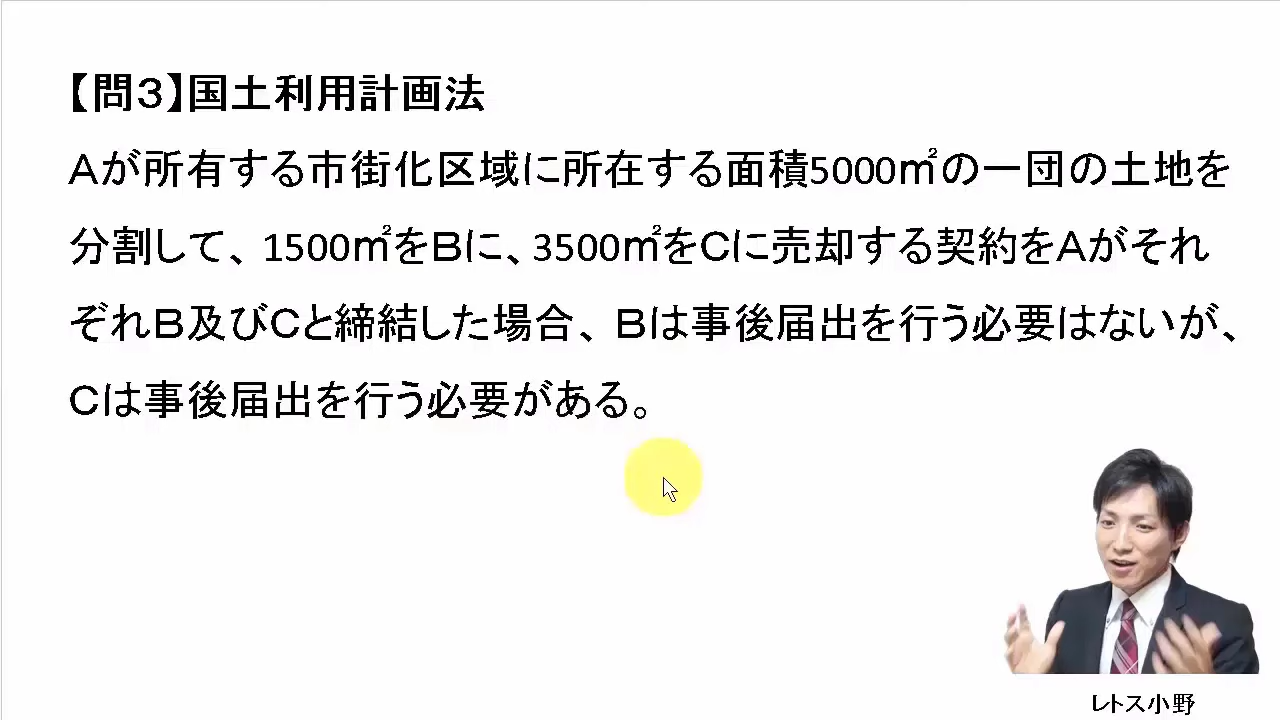 【問３】国土利用計画法
Ａが所有する市街化区域に所在する面積5000㎡の一団の土地を
分割して、1500㎡をＢに、3500㎡をＣに売却する契約をＡがそれ
ぞれＢ及びＣと締結した場合、Ｂは事後届出を行う必要はないが、
Ｃは事後届出を行う必要がある。
レトス小野